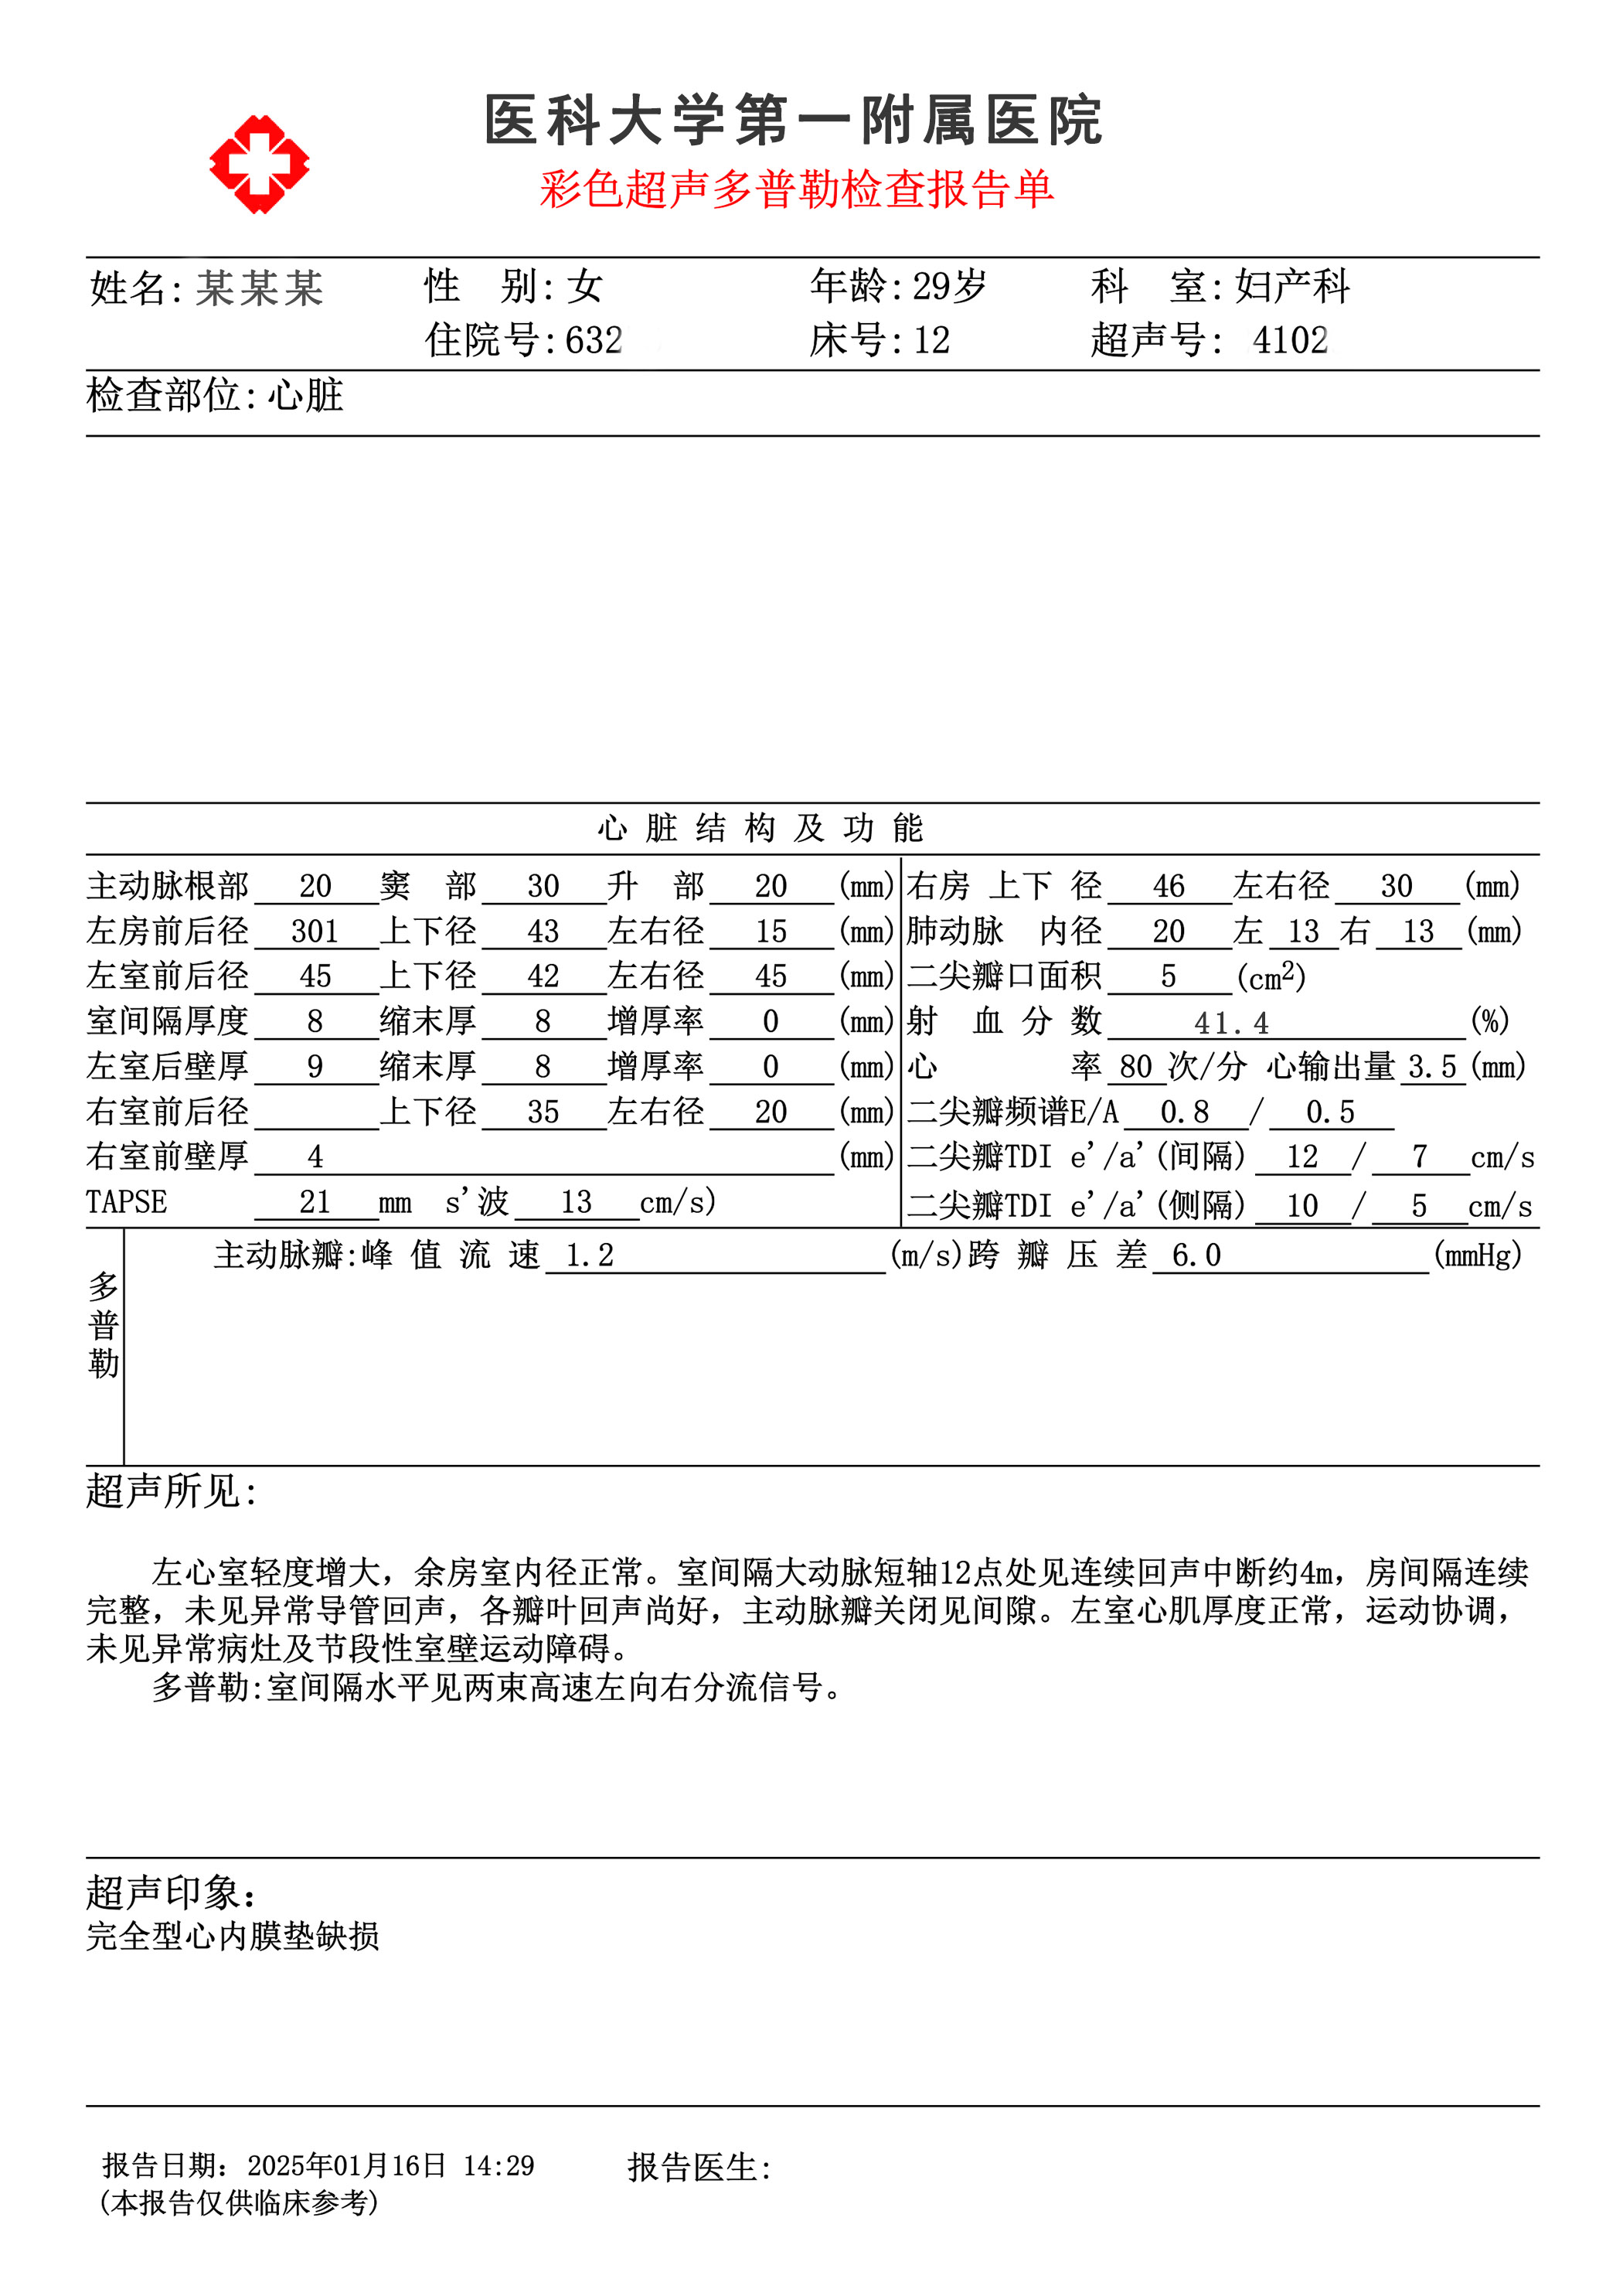 医科大学第一附属医院
彩色超声多普勒检查报告单
姓名: 某某某 性 别: 女 年龄: 29岁 科 室: 妇产科
住院号: 632 床号: 12 超声号: 4102
检查部位: 心脏
心脏结构及功能
主动脉根部 20 窦 部 30 升 部 20 (mm) 右房 上下 径 46 左右径 30 (mm)
左房前后径 301 上下径 43 左右径 15 (mm) 肺动脉 内径 20 左 13 右 13 (mm)
左室前后径 45 上下径 42 左右径 45 (mm) 二尖瓣口面积 5 (cm²)
室间隔厚度 8 缩末厚 8 增厚率 0 (mm) 射 血 分 数 41.4 (%)
左室后壁厚 9 缩末厚 8 增厚率 0 (mm) 心 率 80 次/分 心输出量 3.5 (mm)
右室前后径 上下径 35 左右径 20 (mm) 二尖瓣频谱E/A 0.8 / 0.5
右室前壁厚 4 (mm) 二尖瓣TDI e'/a'(间隔) 12 / 7 cm/s
TAPSE 21 mm s'波 13 cm/s) 二尖瓣TDI e'/a'(侧隔) 10 / 5 cm/s
多普勒 主动脉瓣:峰 值 流 速 1.2 (m/s) 跨 瓣 压 差 6.0 (mmHg)
超声所见:
左心室轻度增大，余房室内径正常。室间隔大动脉短轴12点处见连续回声中断约4m，房间隔连续
完整，未见异常导管回声，各瓣叶回声尚好，主动脉瓣关闭见间隙。左室心肌厚度正常，运动协调，
未见异常病灶及节段性室壁运动障碍。
多普勒:室间隔水平见两束高速左向右分流信号。
超声印象:
完全型心内膜垫缺损
报告日期: 2025年01月16日 14:29 报告医生:
(本报告仅供临床参考)